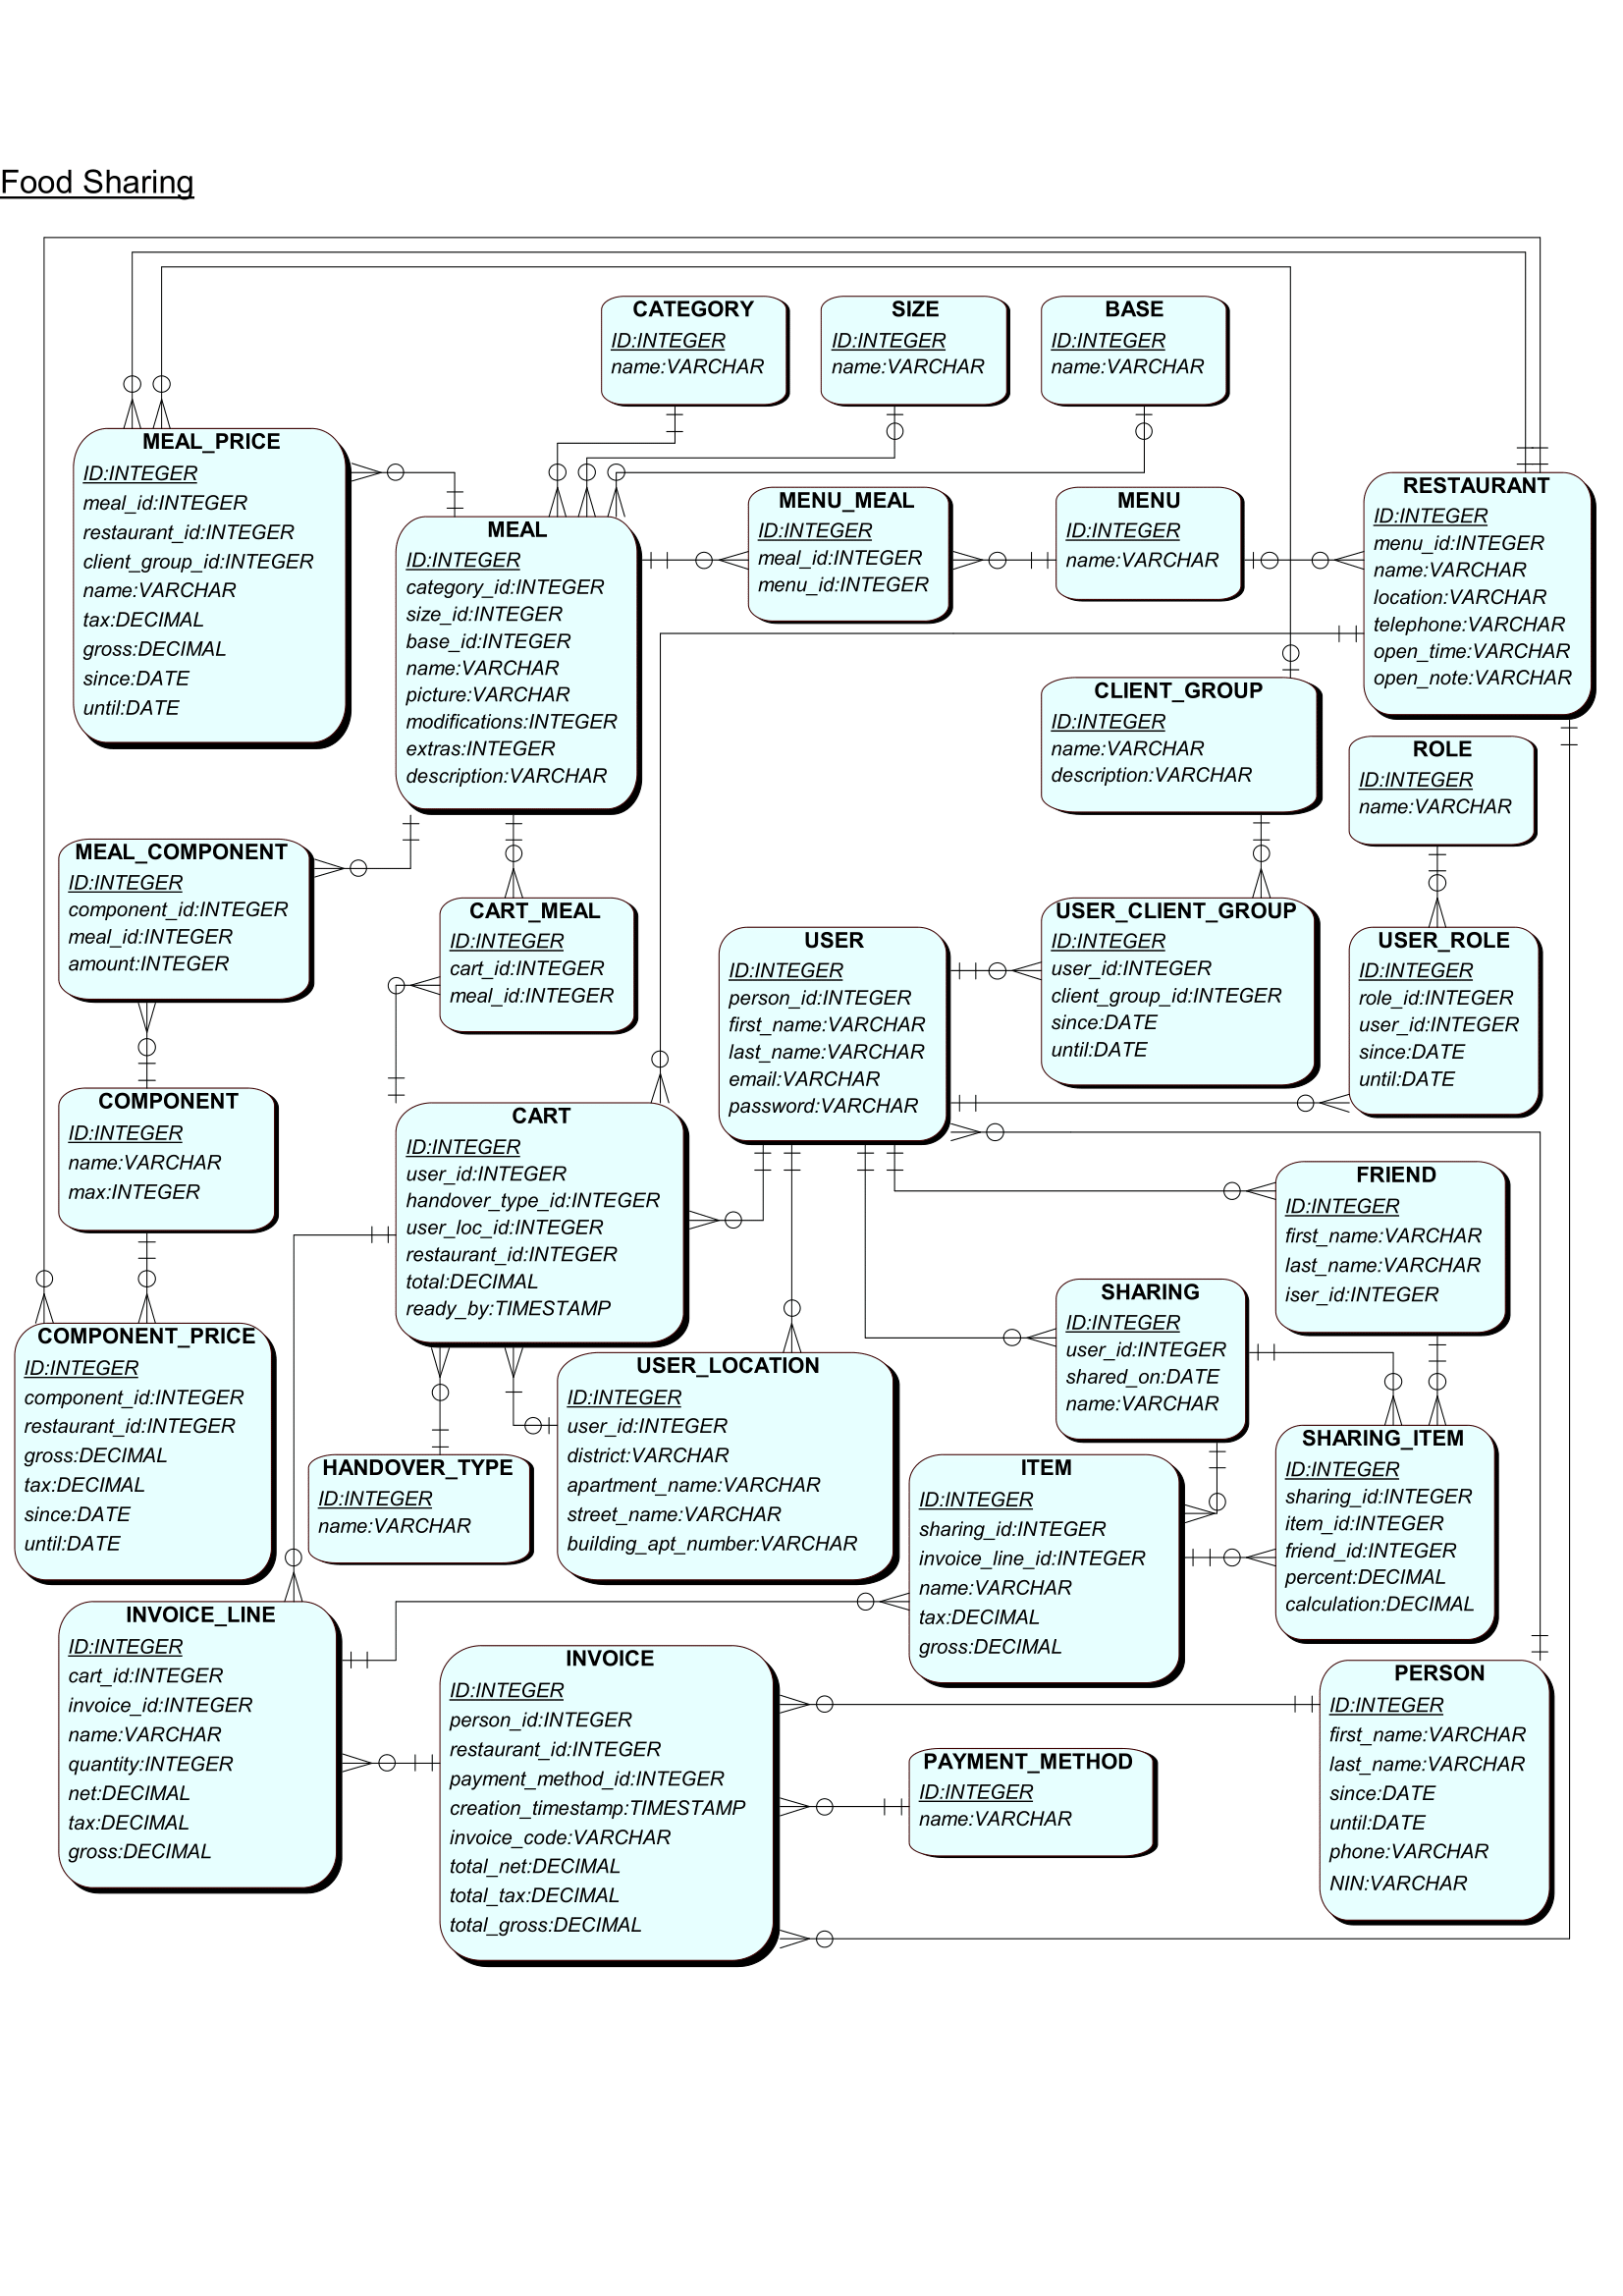 Food Sharing
CATEGORY
ID:INTEGER
name:VARCHAR
SIZE
ID:INTEGER
name:VARCHAR
BASE
ID:INTEGER
name:VARCHAR
MEAL_PRICE
ID:INTEGER
meal_id:INTEGER
restaurant_id:INTEGER
client_group_id:INTEGER
name:VARCHAR
tax:DECIMAL
gross:DECIMAL
since:DATE
until:DATE
MEAL
ID:INTEGER
category_id:INTEGER
size_id:INTEGER
base_id:INTEGER
name:VARCHAR
picture:VARCHAR
modifications:INTEGER
extras:INTEGER
description:VARCHAR
MENU_MEAL
ID:INTEGER
meal_id:INTEGER
menu_id:INTEGER
MENU
ID:INTEGER
name:VARCHAR
RESTAURANT
ID:INTEGER
menu_id:INTEGER
name:VARCHAR
location:VARCHAR
telephone:VARCHAR
open_time:VARCHAR
open_note:VARCHAR
CLIENT_GROUP
ID:INTEGER
name:VARCHAR
description:VARCHAR
ROLE
ID:INTEGER
name:VARCHAR
MEAL_COMPONENT
ID:INTEGER
component_id:INTEGER
meal_id:INTEGER
amount:INTEGER
CART_MEAL
ID:INTEGER
cart_id:INTEGER
meal_id:INTEGER
USER
ID:INTEGER
person_id:INTEGER
first_name:VARCHAR
last_name:VARCHAR
email:VARCHAR
password:VARCHAR
USER_CLIENT_GROUP
ID:INTEGER
user_id:INTEGER
client_group_id:INTEGER
since:DATE
until:DATE
USER_ROLE
ID:INTEGER
role_id:INTEGER
user_id:INTEGER
since:DATE
until:DATE
COMPONENT
ID:INTEGER
name:VARCHAR
max:INTEGER
CART
ID:INTEGER
user_id:INTEGER
handover_type_id:INTEGER
user_loc_id:INTEGER
restaurant_id:INTEGER
total:DECIMAL
ready_by:TIMESTAMP
FRIEND
ID:INTEGER
first_name:VARCHAR
last_name:VARCHAR
iser_id:INTEGER
SHARING
ID:INTEGER
user_id:INTEGER
shared_on:DATE
name:VARCHAR
COMPONENT_PRICE
ID:INTEGER
component_id:INTEGER
restaurant_id:INTEGER
gross:DECIMAL
tax:DECIMAL
since:DATE
until:DATE
HANDOVER_TYPE
ID:INTEGER
name:VARCHAR
USER_LOCATION
ID:INTEGER
user_id:INTEGER
district:VARCHAR
apartment_name:VARCHAR
street_name:VARCHAR
building_apt_number:VARCHAR
ITEM
ID:INTEGER
sharing_id:INTEGER
invoice_line_id:INTEGER
name:VARCHAR
tax:DECIMAL
gross:DECIMAL
SHARING_ITEM
ID:INTEGER
sharing_id:INTEGER
item_id:INTEGER
friend_id:INTEGER
percent:DECIMAL
calculation:DECIMAL
INVOICE_LINE
ID:INTEGER
cart_id:INTEGER
invoice_id:INTEGER
name:VARCHAR
quantity:INTEGER
net:DECIMAL
tax:DECIMAL
gross:DECIMAL
INVOICE
ID:INTEGER
person_id:INTEGER
restaurant_id:INTEGER
payment_method_id:INTEGER
creation_timestamp:TIMESTAMP
invoice_code:VARCHAR
total_net:DECIMAL
total_tax:DECIMAL
total_gross:DECIMAL
PAYMENT_METHOD
ID:INTEGER
name:VARCHAR
PERSON
ID:INTEGER
first_name:VARCHAR
last_name:VARCHAR
since:DATE
until:DATE
phone:VARCHAR
NIN:VARCHAR